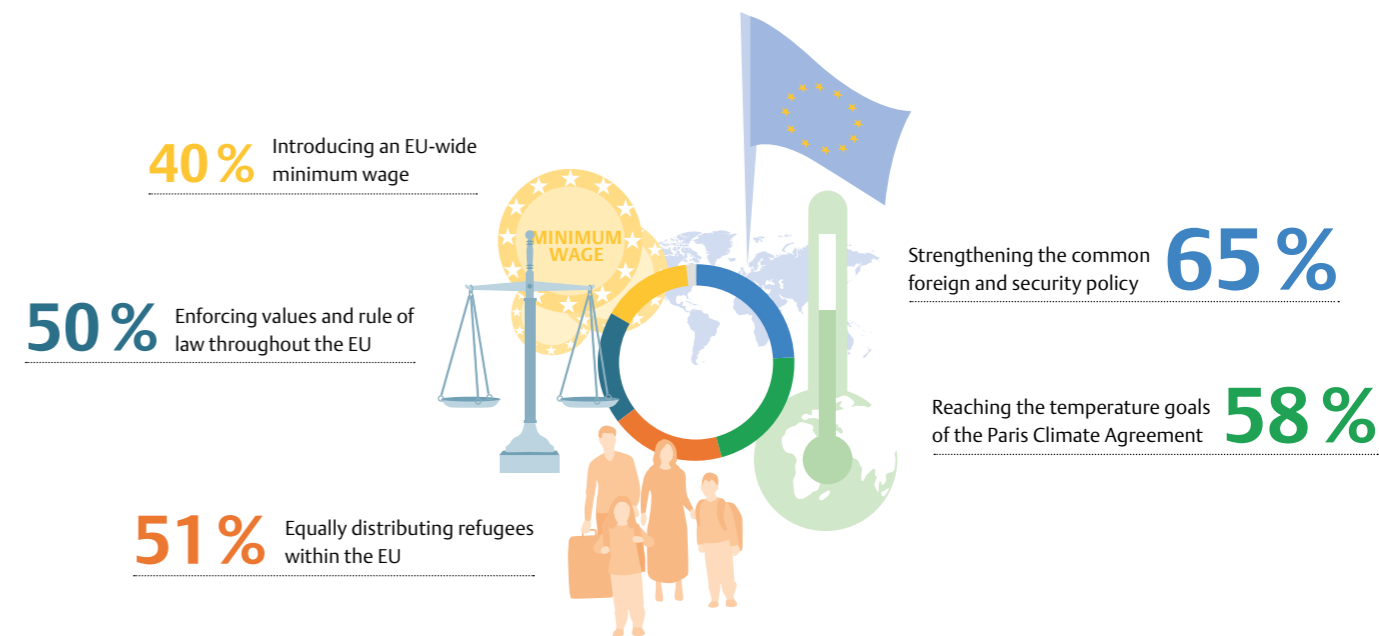 40 %
Introducing an EU-wide
minimum wage
MINIMUM
WAGE
50 %
Enforcing values and rule of
law throughout the EU
51 %
Equally distributing refugees
within the EU
Strengthening the common
foreign and security policy
65 %
Reaching the temperature goals
of the Paris Climate Agreement
58 %